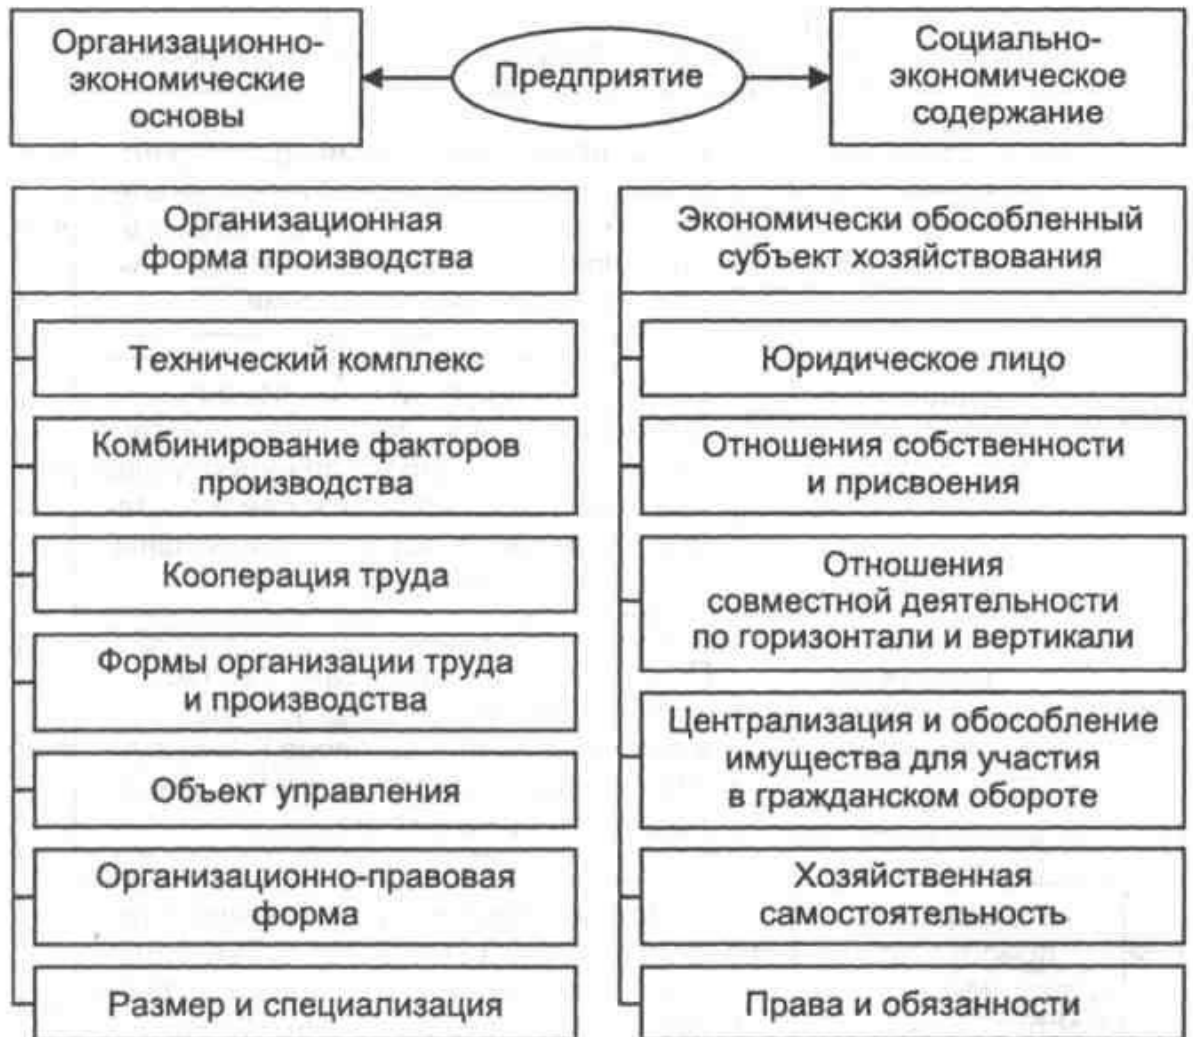 Организационно-
экономические
основы
Предприятие
Социально-
экономическое
содержание
Организационная
форма производства
Технический комплекс
Комбинирование факторов
производства
Кооперация труда
Формы организации труда
и производства
Объект управления
Организационно-правовая
форма
Размер и специализация
Экономически обособленный
субъект хозяйствования
Юридическое лицо
Отношения собственности
и присвоения
Отношения
совместной деятельности
по горизонтали и вертикали
Централизация и обособление
имущества для участия
в гражданском обороте
Хозяйственная
самостоятельность
Права и обязанности